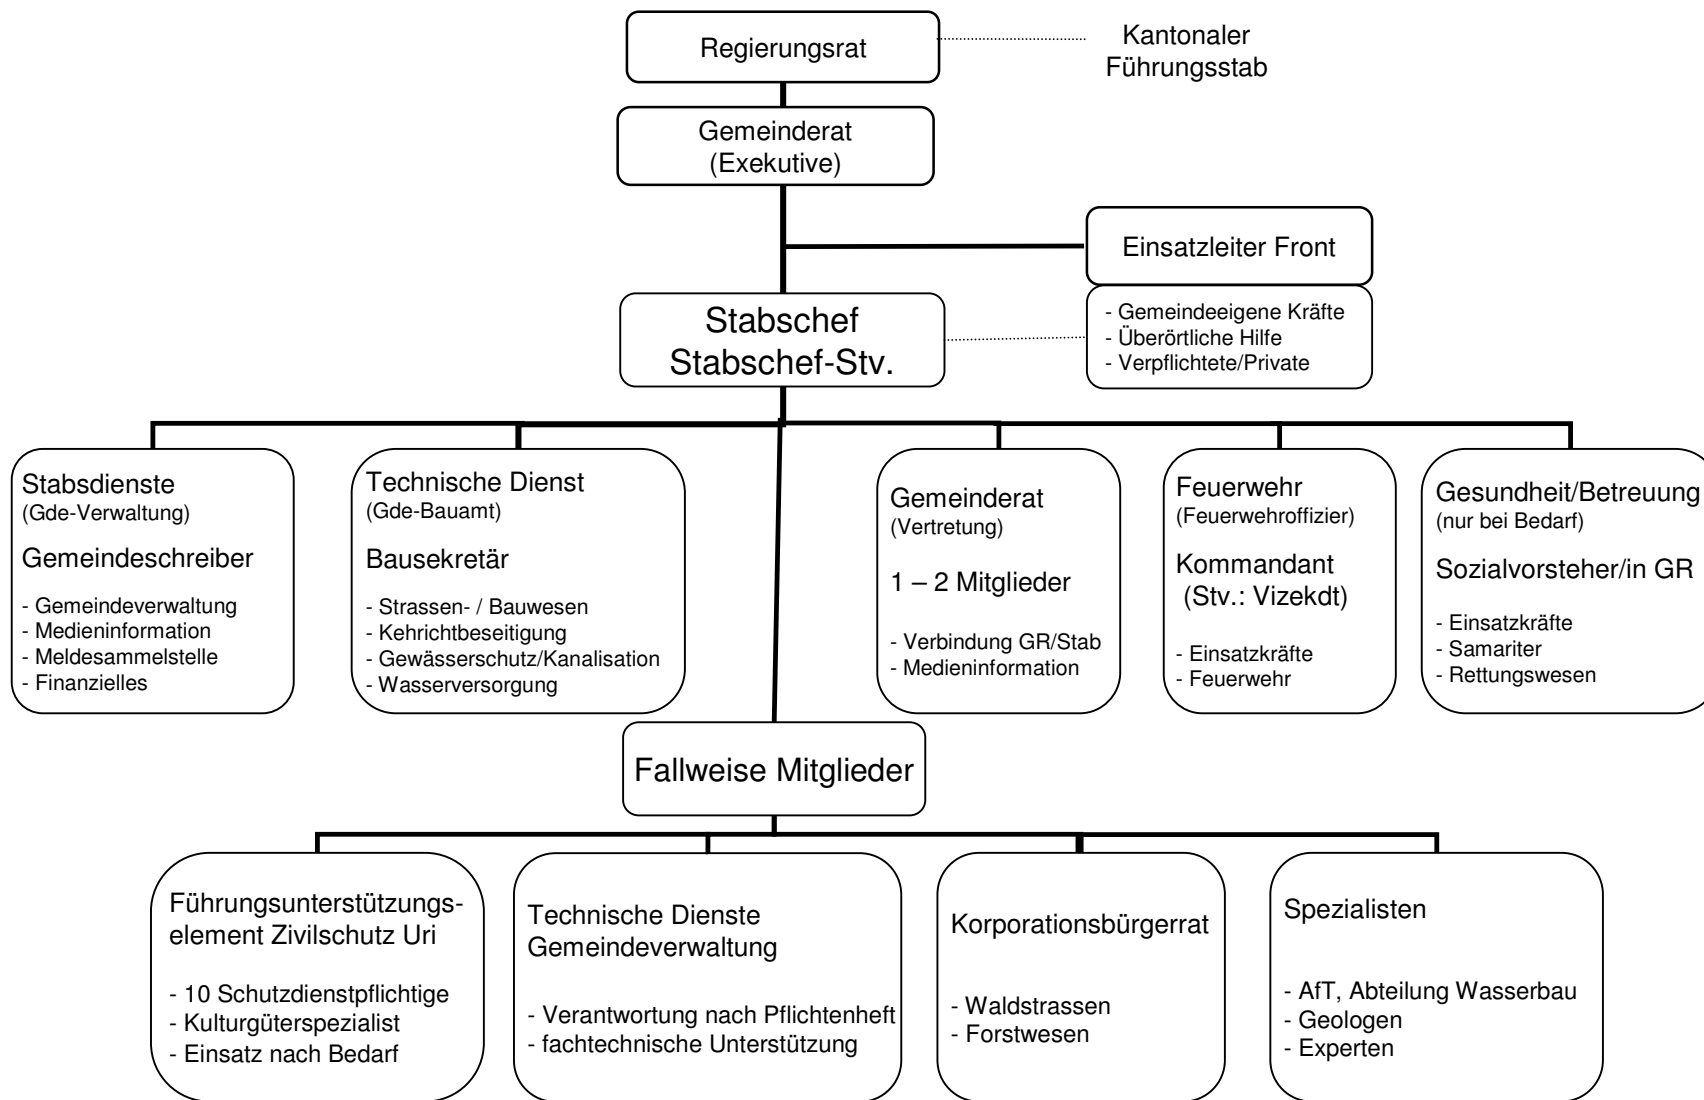 Regierungsrat
Kantonaler
Führungsstab
Gemeinderat
(Exekutive)
Einsatzleiter Front
- Gemeindeeigene Kräfte
- Überörtliche Hilfe
- Verpflichtete/Private
Stabschef
Stabschef-Stv.
Stabsdienste
(Gde-Verwaltung)
Gemeindeschreiber
- Gemeindeverwaltung
- Medieninformation
- Meldesammelstelle
- Finanzielles
Technische Dienst
(Gde-Bauamt)
Bausekretär
- Strassen- / Bauwesen
- Kehrichtbeseitigung
- Gewässerschutz/Kanalisation
- Wasserversorgung
Gemeinderat
(Vertretung)
1 – 2 Mitglieder
- Verbindung GR/Stab
- Medieninformation
Feuerwehr
(Feuerwehroffizier)
Kommandant
(Stv.: Vizekdt)
- Einsatzkräfte
- Feuerwehr
Gesundheit/Betreuung
(nur bei Bedarf)
Sozialvorsteher/in GR
- Einsatzkräfte
- Samariter
- Rettungswesen
Fallweise Mitglieder
Führungsunterstützungs-
element Zivilschutz Uri
- 10 Schutzdienstpflichtige
- Kulturgüterspezialist
- Einsatz nach Bedarf
Technische Dienste
Gemeindeverwaltung
- Verantwortung nach Pflichtenheft
- fachtechnische Unterstützung
Korporationsbürgerrat
- Waldstrassen
- Forstwesen
Spezialisten
- AfT, Abteilung Wasserbau
- Geologen
- Experten